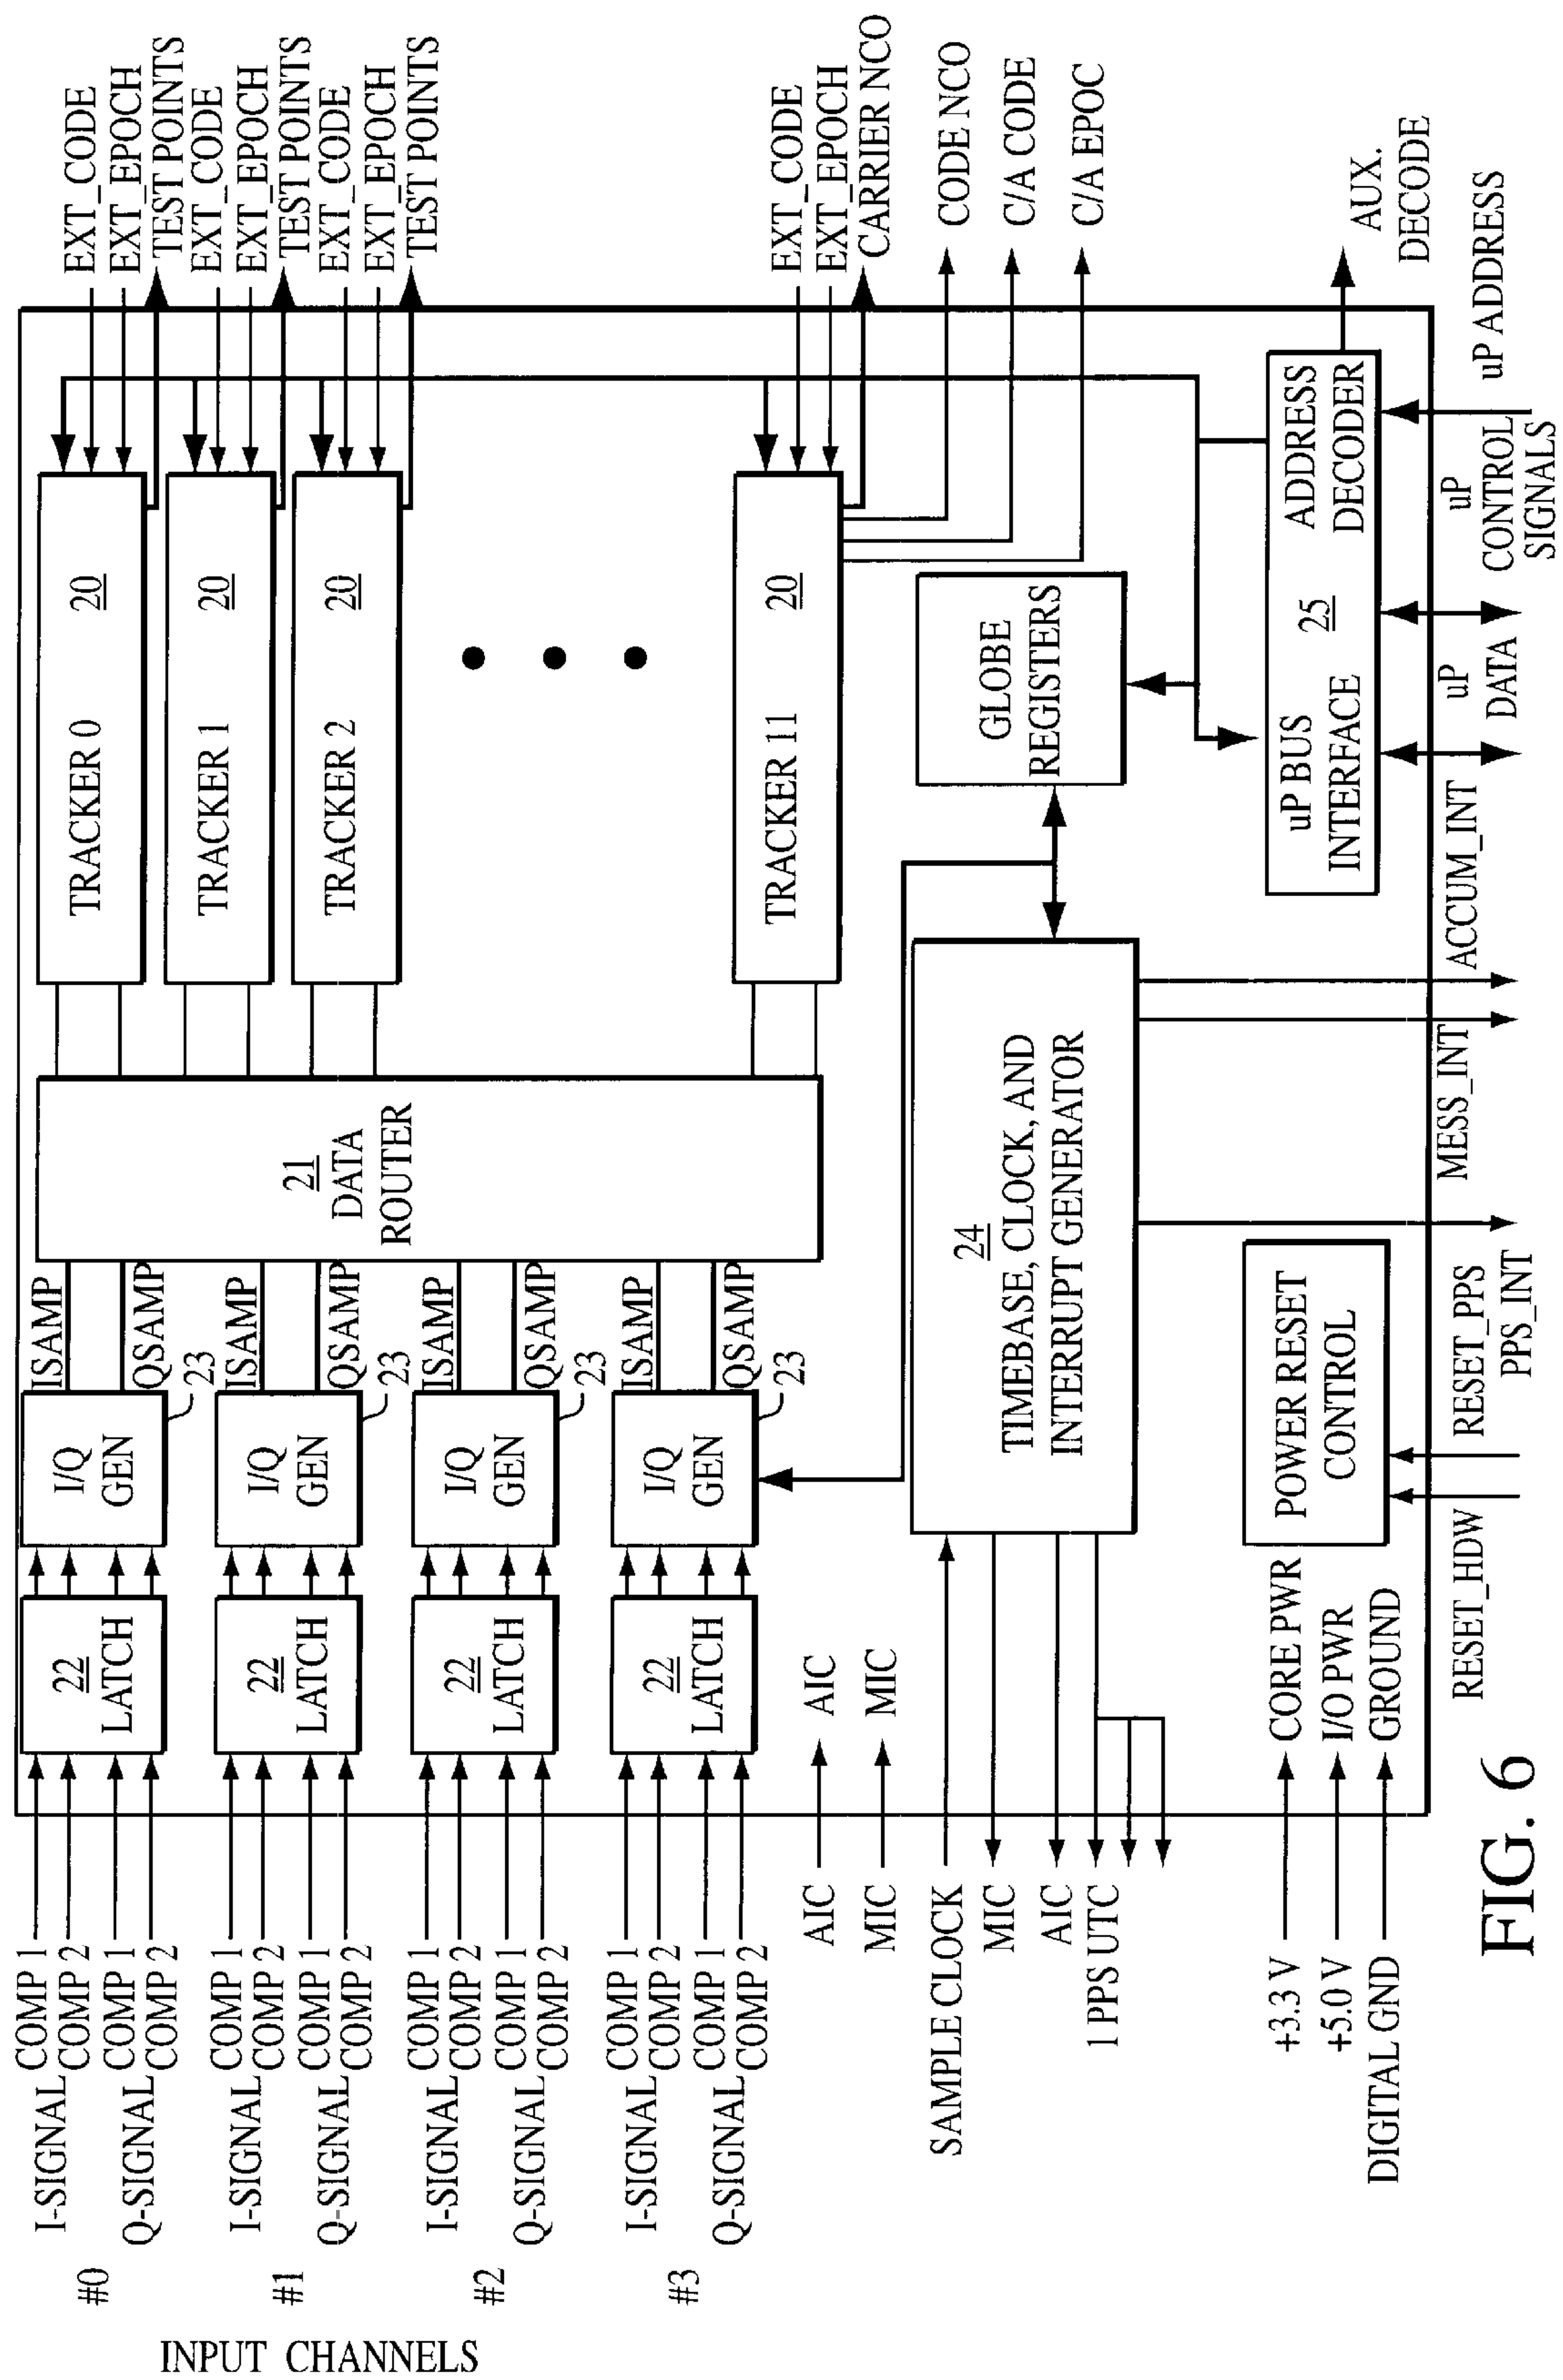 INPUT CHANNELS
#0
I-SIGNAL
COMP 1
COMP 2
Q-SIGNAL
COMP 1
COMP 2
22
LATCH
I/Q
GEN
23
ISAMP
QSAMP
#1
I-SIGNAL
COMP 1
COMP 2
Q-SIGNAL
COMP 1
COMP 2
22
LATCH
I/Q
GEN
23
ISAMP
QSAMP
#2
I-SIGNAL
COMP 1
COMP 2
Q-SIGNAL
COMP 1
COMP 2
22
LATCH
I/Q
GEN
23
ISAMP
QSAMP
#3
I-SIGNAL
COMP 1
COMP 2
Q-SIGNAL
COMP 1
COMP 2
22
LATCH
I/Q
GEN
23
ISAMP
QSAMP
21
DATA
ROUTER
TRACKER 0 20
EXT_CODE
EXT_EPOCH
TEST POINTS
TRACKER 1 20
EXT_CODE
EXT_EPOCH
TEST POINTS
TRACKER 2 20
EXT_CODE
EXT_EPOCH
TEST POINTS
TRACKER 11 20
EXT_CODE
EXT_EPOCH
CARRIER NCO
CODE NCO
C/A CODE
C/A EPOC
AIC
AIC
MIC
MIC
SAMPLE CLOCK
MIC
AIC
1 PPS UTC
24
TIMEBASE, CLOCK, AND
INTERRUPT GENERATOR
GLOBE
REGISTERS
uP BUS
INTERFACE
25
ADDRESS
DECODER
AUX.
DECODE
+3.3 V
CORE PWR
+5.0 V
I/O PWR
DIGITAL GND
GROUND
POWER RESET
CONTROL
RESET_HDW
RESET_PPS
PPS_INT
MESS_INT
ACCUM_INT
uP
DATA
uP
CONTROL
SIGNALS
uP ADDRESS
FIG. 6